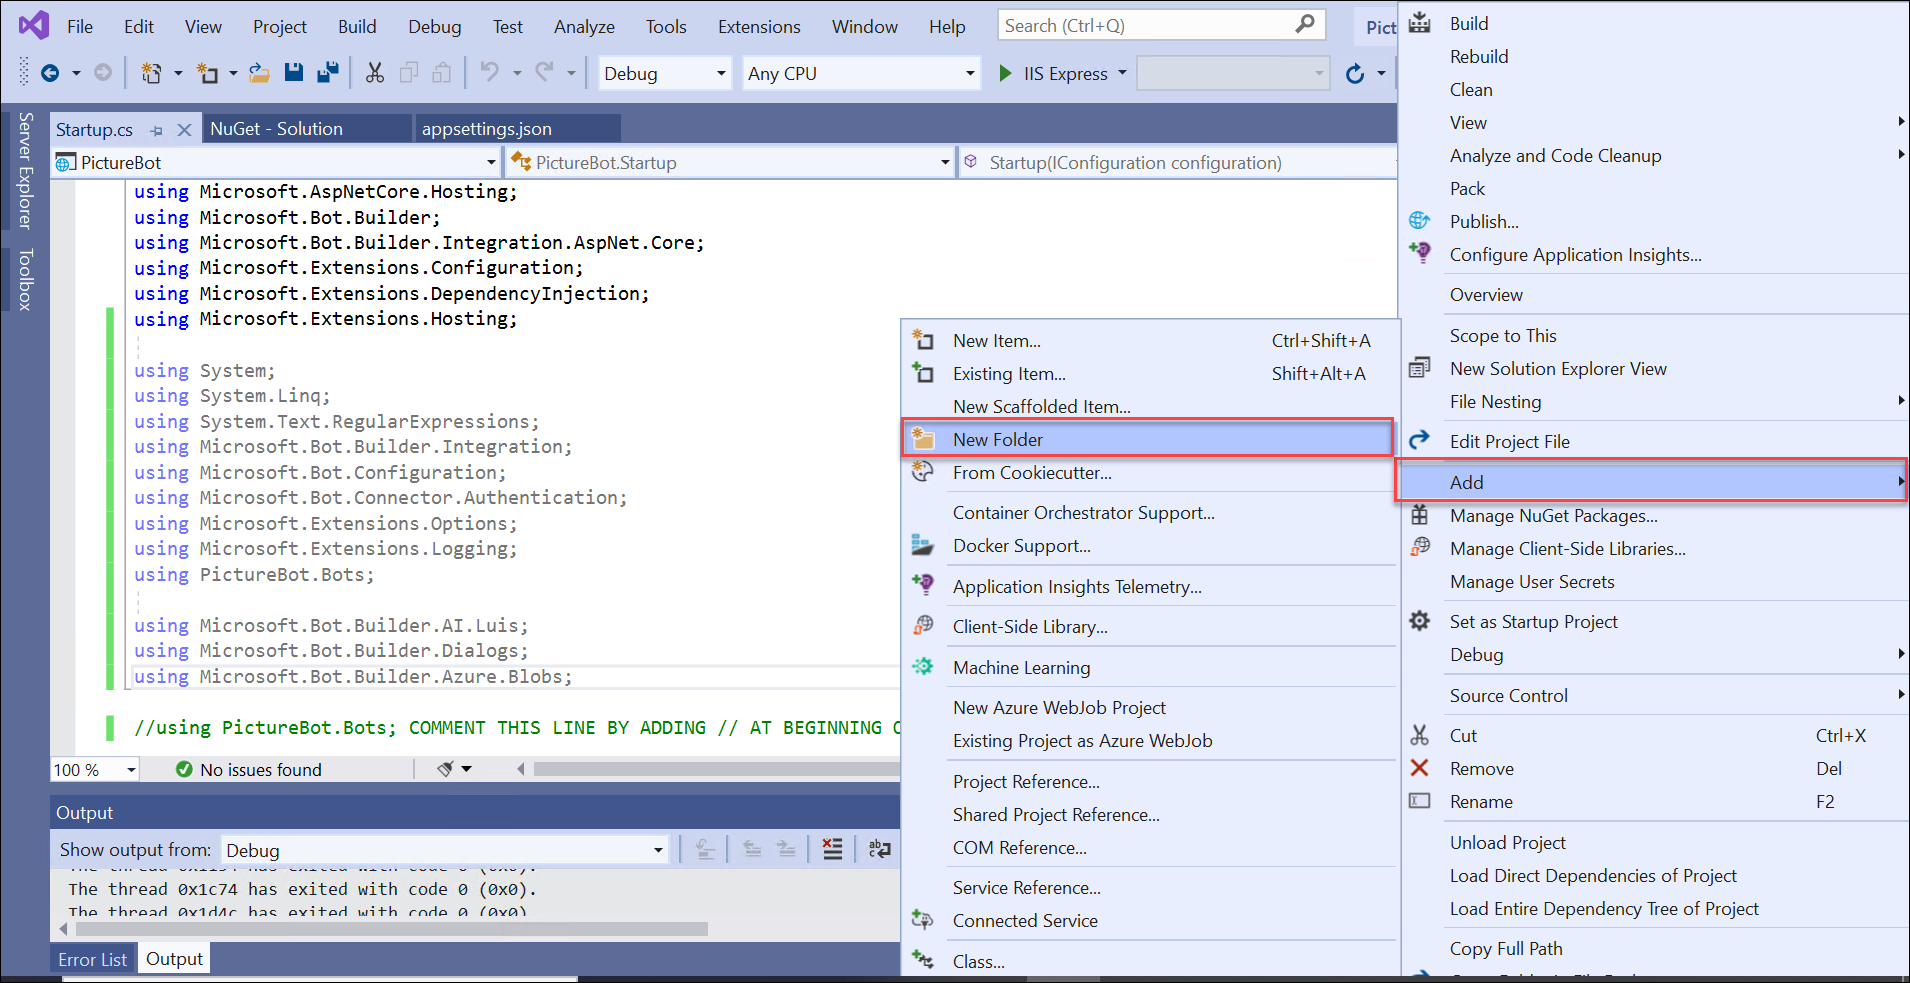 File Edit View Project Build Debug Test Analyze Tools Extensions Window Help Search (Ctrl+Q) Pict
Debug Any CPU IIS Express
Server Explorer
Toolbox
Startup.cs NuGet - Solution appsettings.json
PictureBot PictureBot.Startup Startup(IConfiguration configuration)
using Microsoft.AspNetCore.Hosting;
using Microsoft.Bot.Builder;
using Microsoft.Bot.Builder.Integration.AspNet.Core;
using Microsoft.Extensions.Configuration;
using Microsoft.Extensions.DependencyInjection;
using Microsoft.Extensions.Hosting;
using System;
using System.Linq;
using System.Text.RegularExpressions;
using Microsoft.Bot.Builder.Integration;
using Microsoft.Bot.Configuration;
using Microsoft.Bot.Connector.Authentication;
using Microsoft.Extensions.Options;
using Microsoft.Extensions.Logging;
using PictureBot.Bots;
using Microsoft.Bot.Builder.AI.Luis;
using Microsoft.Bot.Builder.Dialogs;
using Microsoft.Bot.Builder.Azure.Blobs;
//using PictureBot.Bots; COMMENT THIS LINE BY ADDING // AT BEGINNING
100 % No issues found
Output
Show output from: Debug
The thread 0x1c74 has exited with code 0 (0x0).
The thread 0x1d4c has exited with code 0 (0x0)
Error List Output
New Item... Ctrl+Shift+A
Existing Item... Shift+Alt+A
New Scaffolded Item...
New Folder
From Cookiecutter...
Container Orchestrator Support...
Docker Support...
Application Insights Telemetry...
Client-Side Library...
Machine Learning
New Azure WebJob Project
Existing Project as Azure WebJob
Project Reference...
Shared Project Reference...
COM Reference...
Service Reference...
Connected Service
Class...
Build
Rebuild
Clean
View
Analyze and Code Cleanup
Pack
Publish...
Configure Application Insights...
Overview
Scope to This
New Solution Explorer View
File Nesting
Edit Project File
Add
Manage NuGet Packages...
Manage Client-Side Libraries...
Manage User Secrets
Set as Startup Project
Debug
Source Control
Cut Ctrl+X
Remove Del
Rename F2
Unload Project
Load Direct Dependencies of Project
Load Entire Dependency Tree of Project
Copy Full Path